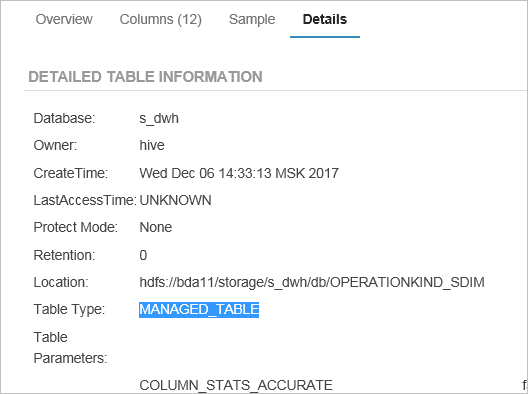 Overview Columns (12) Sample Details
DETAILED TABLE INFORMATION
Database: s_dwh
Owner: hive
CreateTime: Wed Dec 06 14:33:13 MSK 2017
LastAccessTime: UNKNOWN
Protect Mode: None
Retention: 0
Location: hdfs://bda11/storage/s_dwh/db/OPERATIONKIND_SDIM
Table Type: MANAGED_TABLE
Table
Parameters:
COLUMN_STATS_ACCURATE